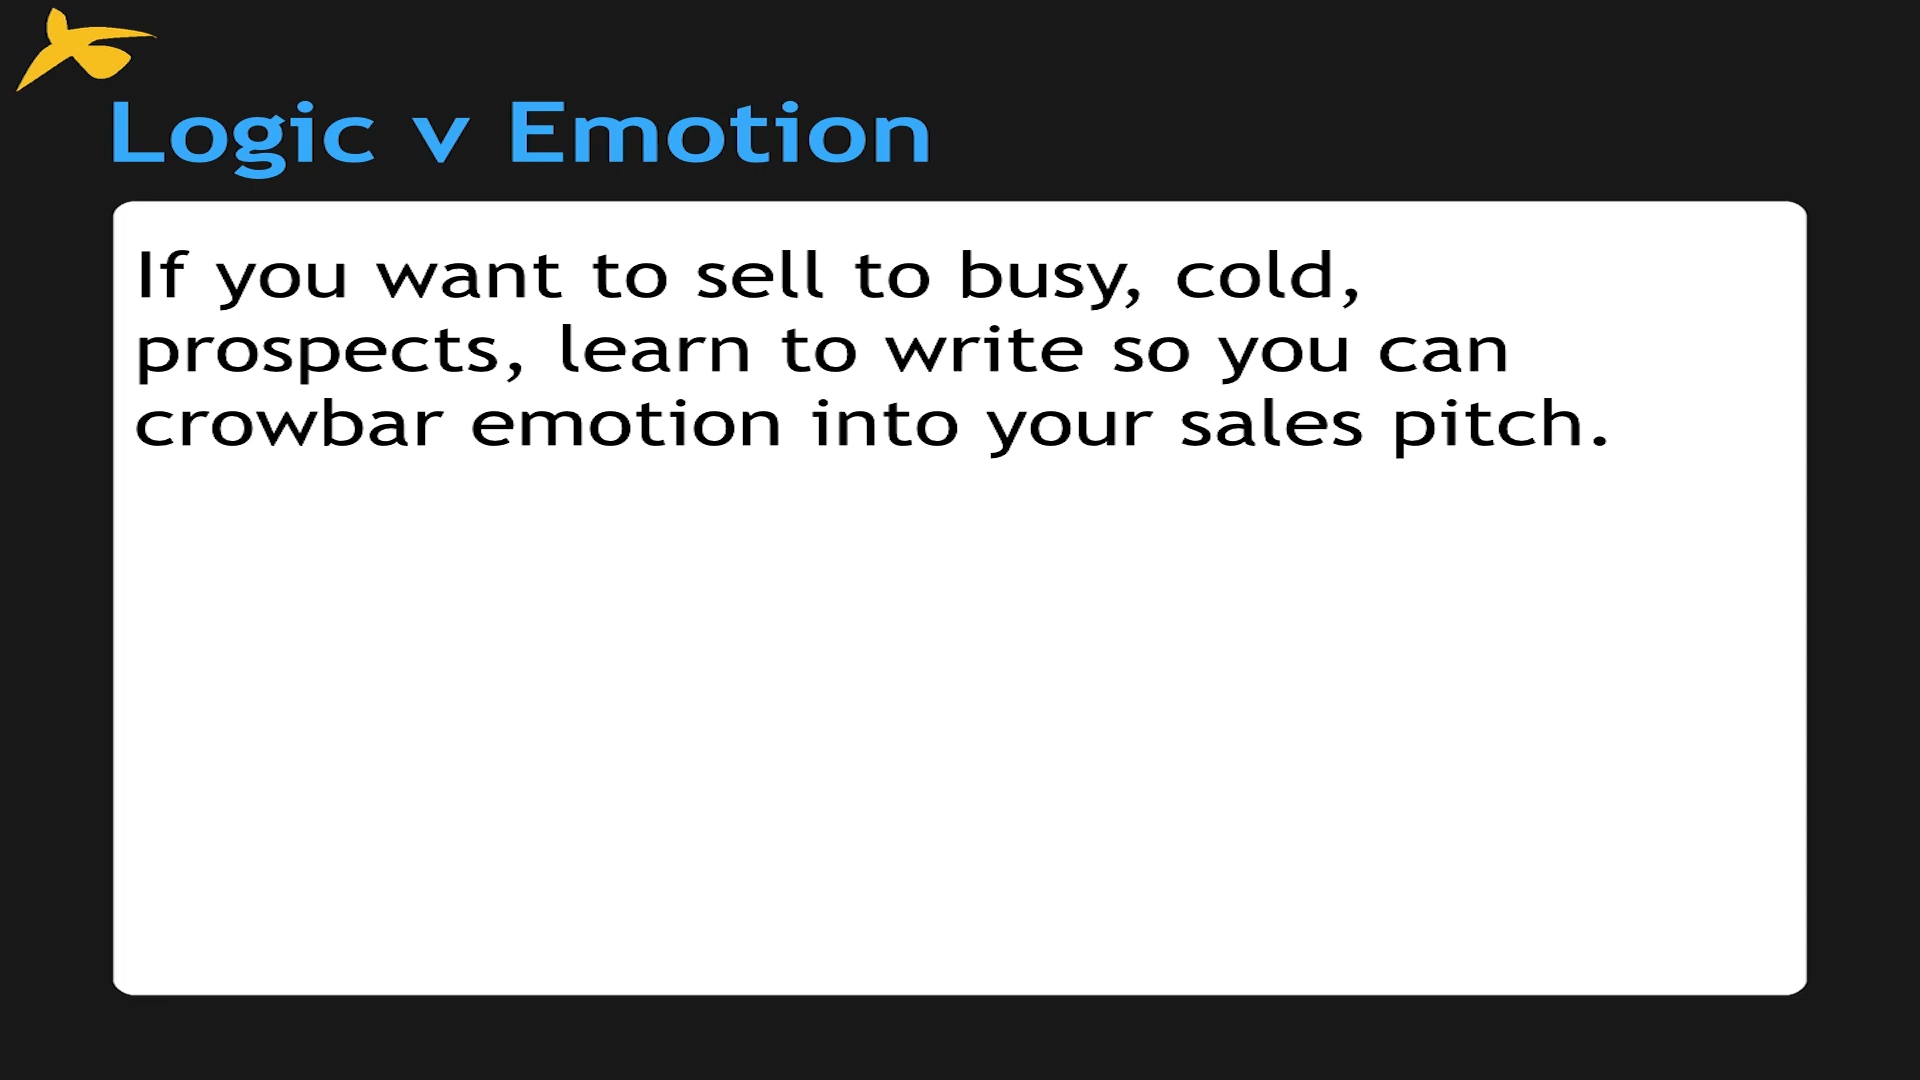 Logic v Emotion
If you want to sell to busy, cold,
prospects, learn to write so you can
crowbar emotion into your sales pitch.